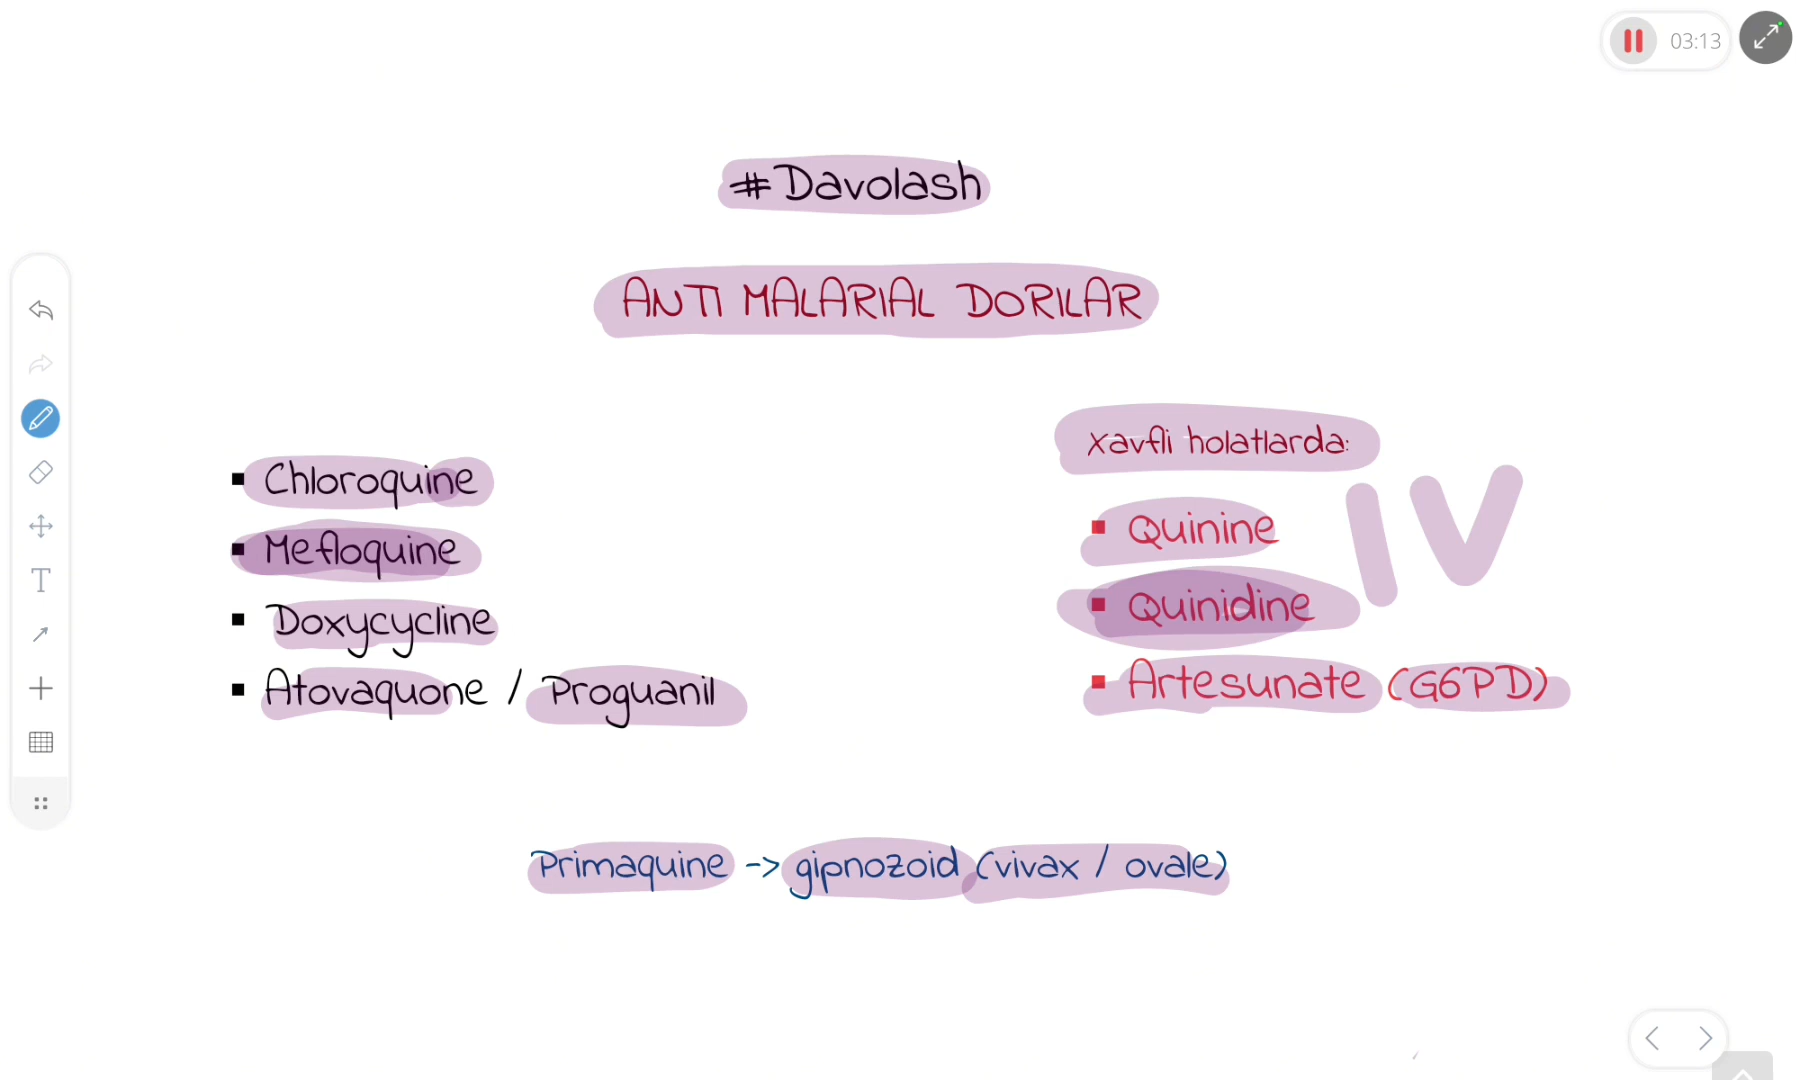 03:13
#Davolash
ANTI MALARIAL DORILAR
▪ Chloroquine
▪ Mefloquine
▪ Doxycycline
▪ Atovaquone / Proguanil
xavfli holatlarda:
▪ Quinine
▪ Quinidine
▪ Artesunate (G6PD)
IV
Primaquine -> gipnozoid (vivax / ovale)